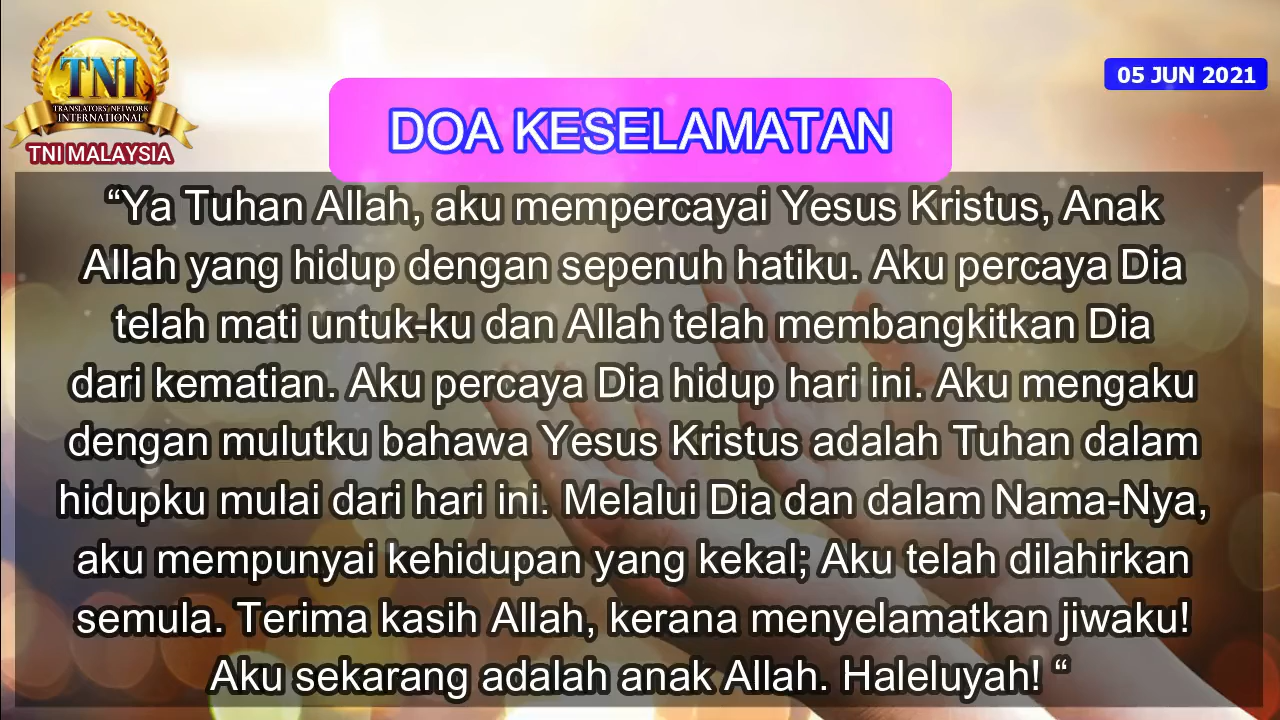 TNI
TRANSLATORS' NETWORK
INTERNATIONAL
TNI MALAYSIA
05 JUN 2021
DOA KESELAMATAN
“Ya Tuhan Allah, aku mempercayai Yesus Kristus, Anak
Allah yang hidup dengan sepenuh hatiku. Aku percaya Dia
telah mati untuk-ku dan Allah telah membangkitkan Dia
dari kematian. Aku percaya Dia hidup hari ini. Aku mengaku
dengan mulutku bahawa Yesus Kristus adalah Tuhan dalam
hidupku mulai dari hari ini. Melalui Dia dan dalam Nama-Nya,
aku mempunyai kehidupan yang kekal; Aku telah dilahirkan
semula. Terima kasih Allah, kerana menyelamatkan jiwaku!
Aku sekarang adalah anak Allah. Haleluyah! “